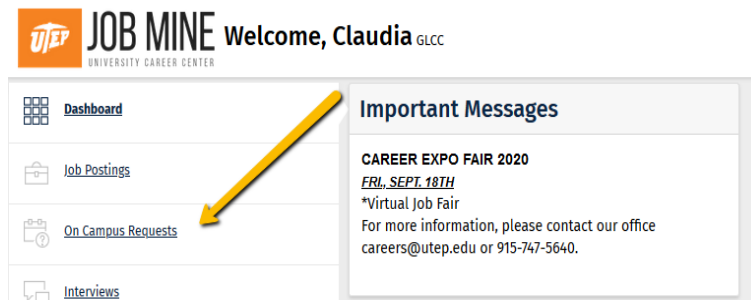 UTEP JOB MINE Welcome, Claudia GLCC
UNIVERSITY CAREER CENTER
Dashboard
Job Postings
On Campus Requests
Interviews
Important Messages
CAREER EXPO FAIR 2020
FRI., SEPT. 18TH
*Virtual Job Fair
For more information, please contact our office
careers@utep.edu or 915-747-5640.